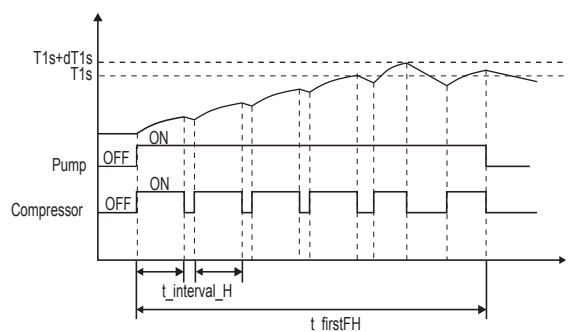 T1s+dT1s
T1s
ON
Pump OFF
ON
Compressor OFF
t_interval_H
t_firstFH